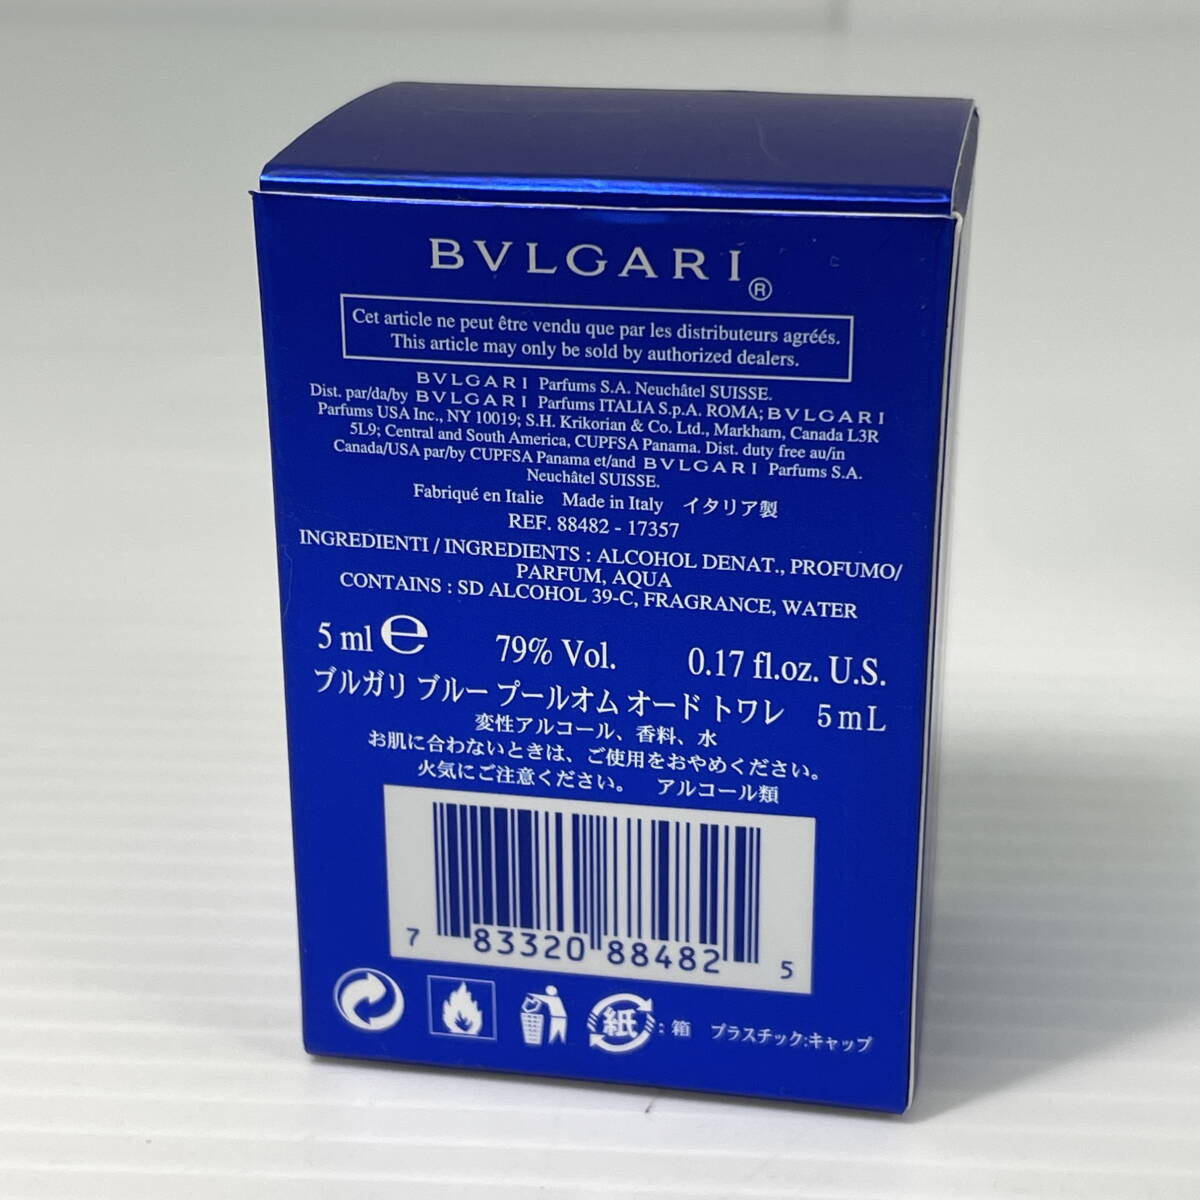 BVLGARI ®
Cet article ne peut être vendu que par les distributeurs agréés.
This article may only be sold by authorized dealers.
BVLGARI Parfums S.A. Neuchâtel SUISSE.
Dist. par/da/by BVLGARI Parfums ITALIA S.p.A. ROMA; BVLGARI
Parfums USA Inc., NY 10019; S.H. Krikorian & Co. Ltd., Markham, Canada L3R
5L9; Central and South America, CUPFSA Panama. Dist. duty free au/in
Canada/USA par/by CUPFSA Panama et/and BVLGARI Parfums S.A.
Neuchâtel SUISSE.
Fabriqué en Italie Made in Italy イタリア製
REF. 88482 - 17357
INGREDIENTI / INGREDIENTS : ALCOHOL DENAT., PROFUMO/
PARFUM, AQUA
CONTAINS : SD ALCOHOL 39-C, FRAGRANCE, WATER
5 ml ℮ 79% Vol. 0.17 fl.oz. U.S.
ブルガリ ブルー プールオム オード トワレ 5mL
変性アルコール、香料、水
お肌に合わないときは、ご使用をおやめください。
火気にご注意ください。 アルコール類
7 83320 88482 5
紙 : 箱 プラスチック:キャップ